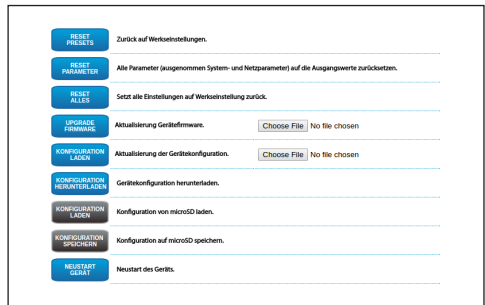 RESET
PRESETS
Zurück auf Werkseinstellungen.
RESET
PARAMETER
Alle Parameter (ausgenommen System- und Netzparameter) auf die Ausgangswerte zurücksetzen.
RESET
ALLES
Setzt alle Einstellungen auf Werkseinstellung zurück.
UPGRADE
FIRMWARE
Aktualisierung Gerätefirmware.
Choose File No file chosen
KONFIGURATION
LADEN
Aktualisierung der Gerätekonfiguration.
Choose File No file chosen
KONFIGURATION
HERUNTERLADEN
Gerätekonfiguration herunterladen.
KONFIGURATION
LADEN
Konfiguration von microSD laden.
KONFIGURATION
SPEICHERN
Konfiguration auf microSD speichern.
NEUSTART
GERÄT
Neustart des Geräts.